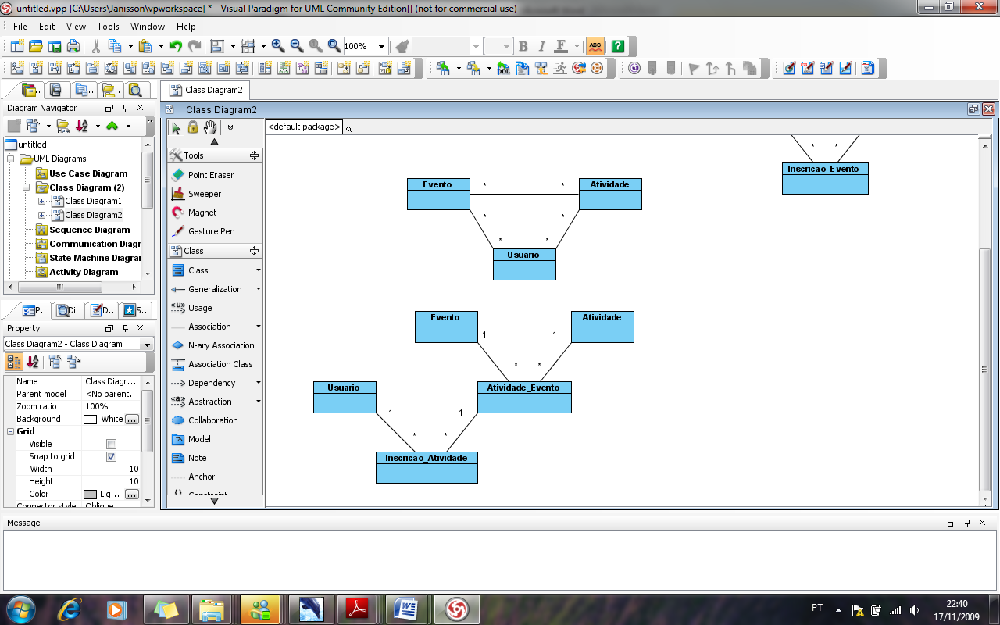 untitled.vpp [C:\Users\Janisson\vpworkspace] * - Visual Paradigm for UML Community Edition[] (not for commercial use)
File Edit View Tools Window Help
100%
B I F ABC ?
DDL
Class Diagram2
Diagram Navigator
Class Diagram2
<default package>
untitled
UML Diagrams
Use Case Diagram
Class Diagram (2)
Class Diagram1
Class Diagram2
Sequence Diagram
Communication Diagr
State Machine Diagra
Activity Diagram
Tools
Point Eraser
Sweeper
Magnet
Gesture Pen
Class
Class
Generalization
«u» Usage
Association
N-ary Association
Association Class
Dependency
«a» Abstraction
Collaboration
Model
Note
Anchor
Constraint
P.. Di.. D.. S..
Property
Class Diagram2 - Class Diagram
Name Class Diagr...
Parent model <No parent...
Zoom ratio 100%
Background White ...
Grid
Visible
Snap to grid
Width 10
Height 10
Color Lig... ...
Connector style Oblique
* *
Inscricao_Evento
Evento * * Atividade
* *
* *
Usuario
Evento Atividade
1 1
* *
Usuario Atividade_Evento
1 1
* *
Inscricao_Atividade
Message
PT
22:40
17/11/2009